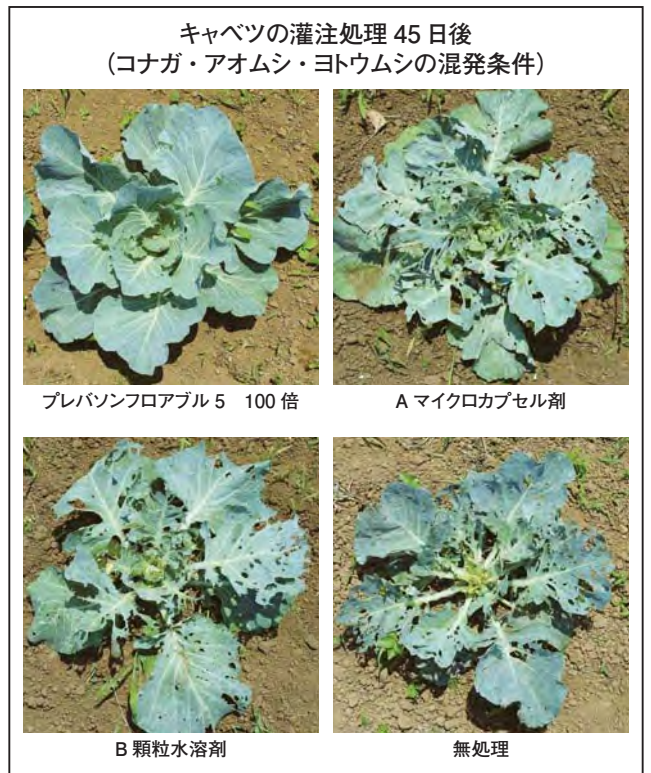 キャベツの灌注処理 45 日後
（コナガ・アオムシ・ヨトウムシの混発条件）
プレバソンフロアブル 5　100 倍
A マイクロカプセル剤
B 顆粒水溶剤
無処理